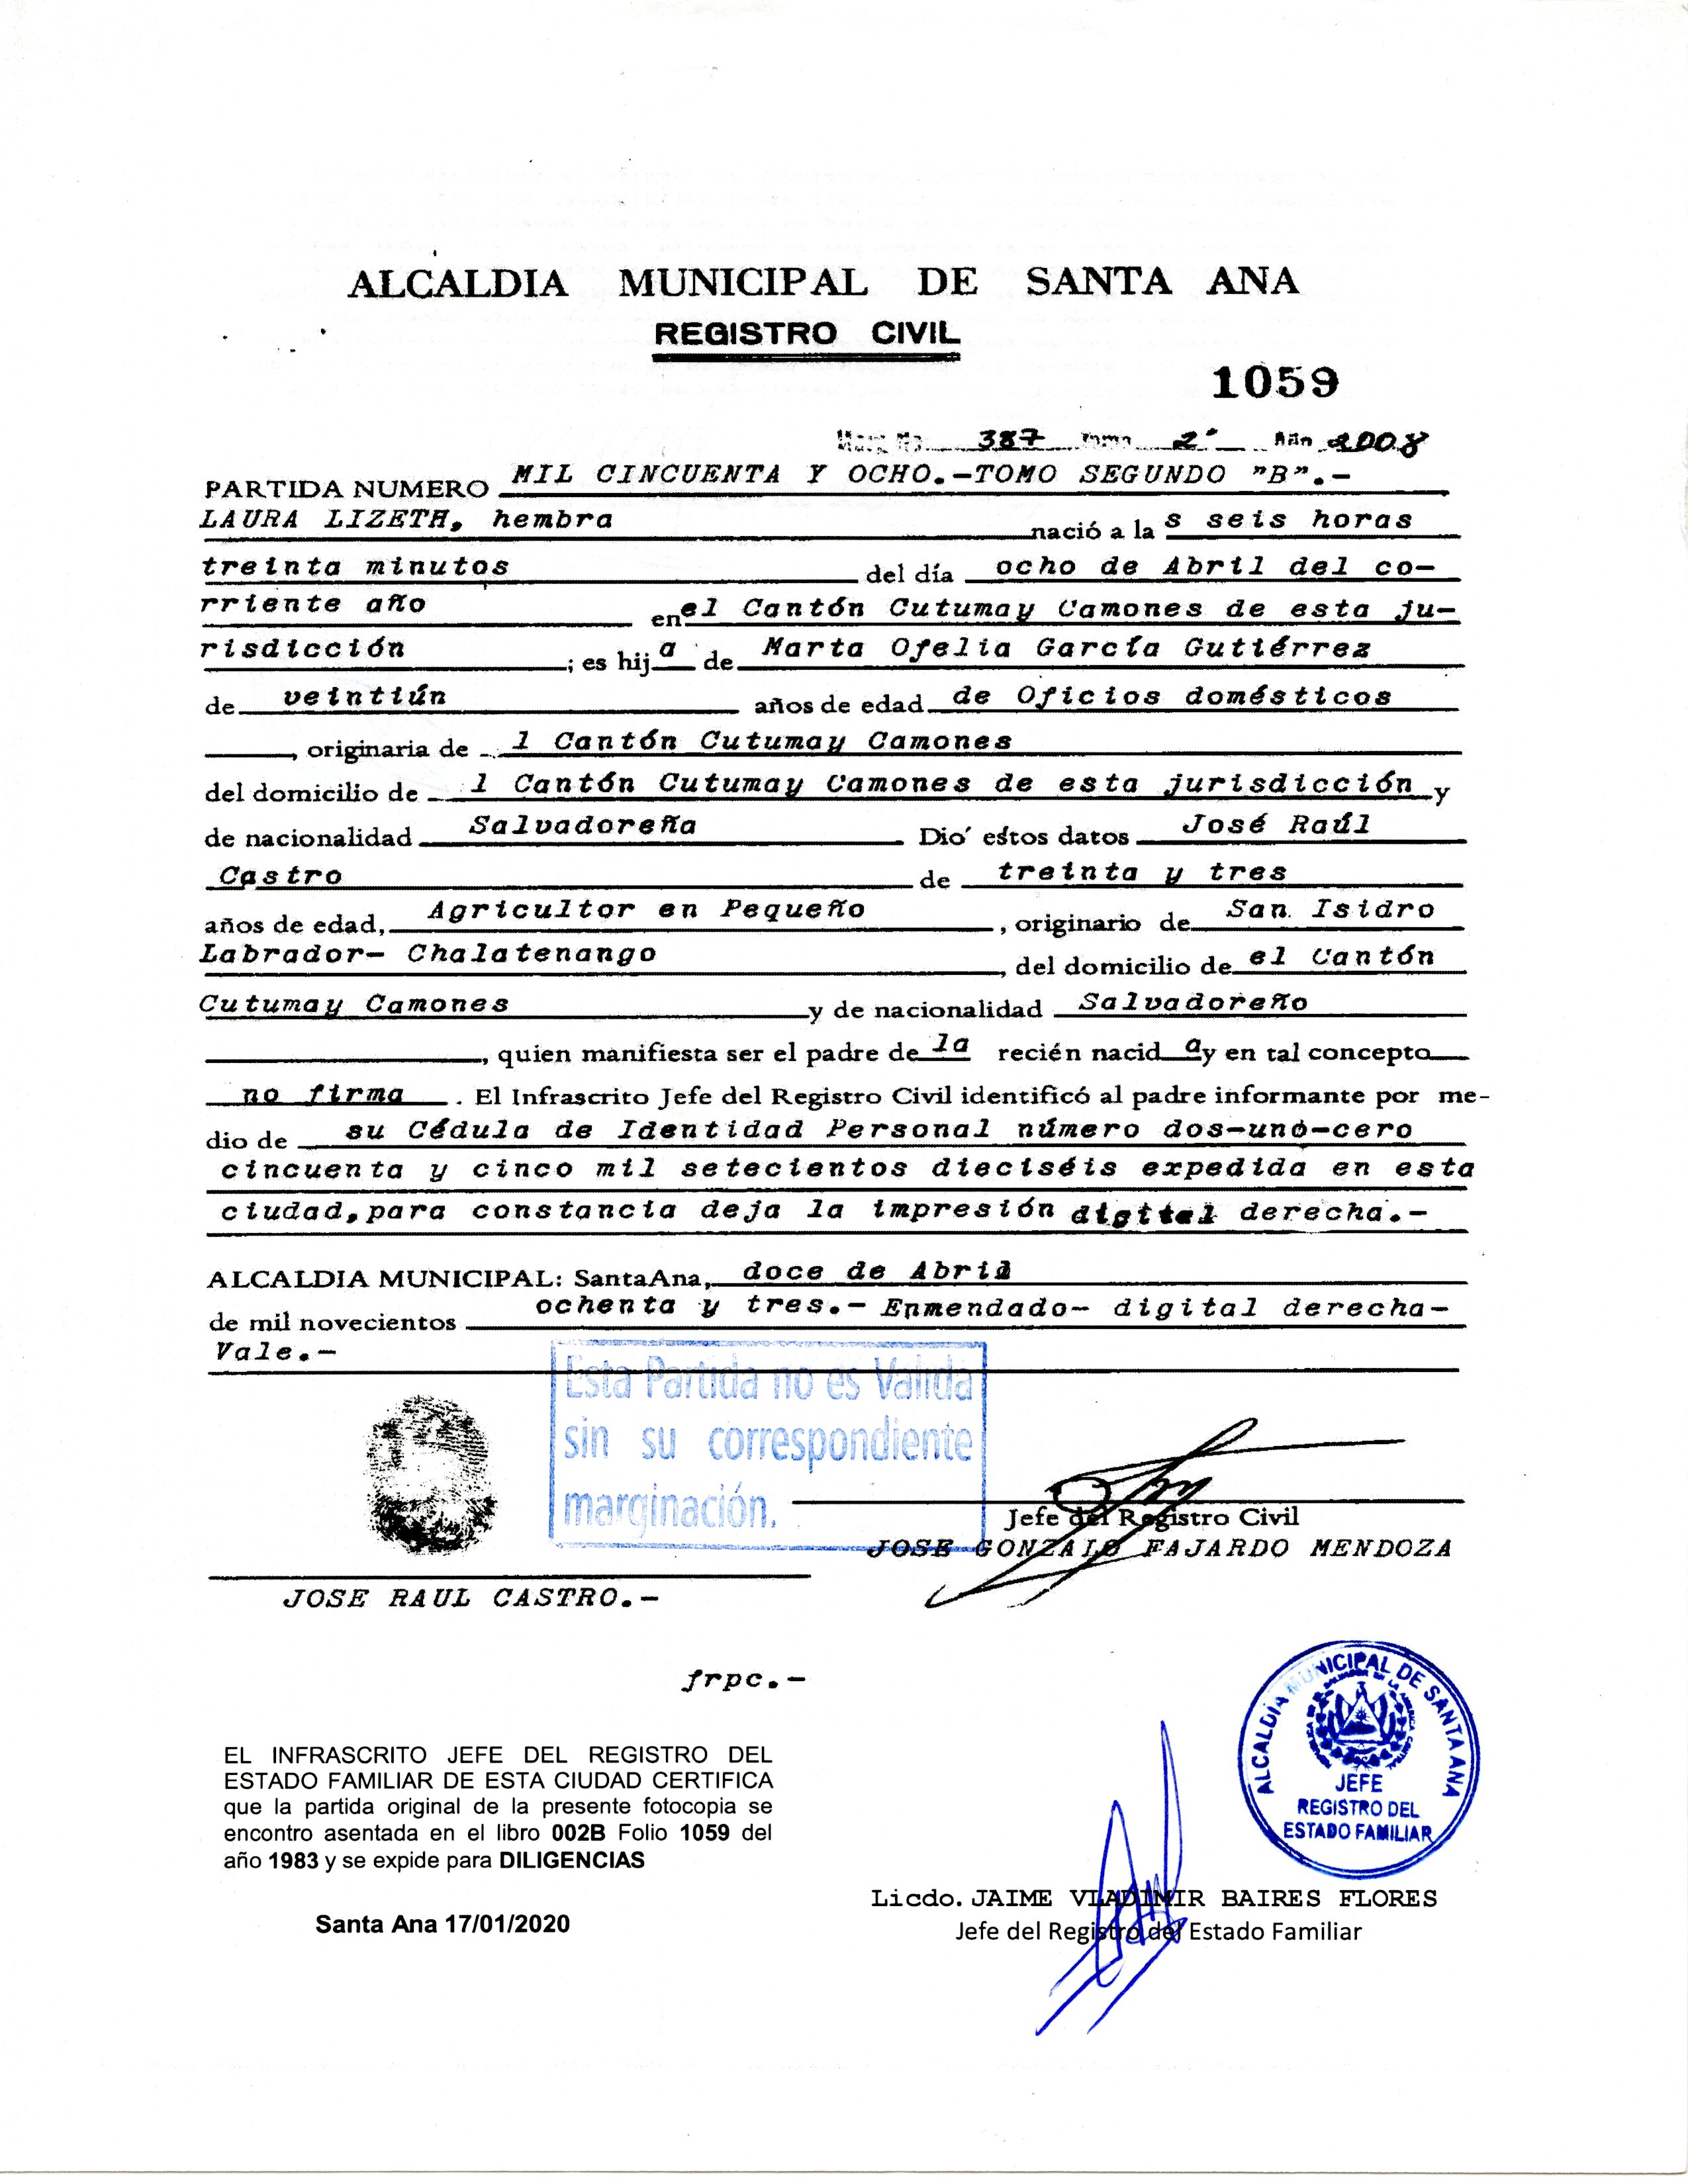 ALCALDIA MUNICIPAL DE SANTA ANA
REGISTRO CIVIL
1059
Marg No. 387 Tomo 2º Año 2008
PARTIDA NUMERO MIL CINCUENTA Y OCHO.-TOMO SEGUNDO "B".-
LAURA LIZETH, hembra nació a la s seis horas
treinta minutos del día ocho de Abril del co-
rriente año en el Cantón Cutumay Camones de esta ju-
risdicción ; es hij a de Marta Ofelia García Gutiérrez
de veintiún años de edad de Oficios domésticos
, originaria de l Cantón Cutumay Camones
del domicilio de l Cantón Cutumay Camones de esta jurisdicción y
de nacionalidad Salvadoreña Dio' estos datos José Raúl
Castro de treinta y tres
años de edad, Agricultor en Pequeño , originario de San Isidro
Labrador- Chalatenango , del domicilio de el Cantón
Cutumay Camones y de nacionalidad Salvadoreño
, quien manifiesta ser el padre de la recién nacid a y en tal concepto
no firma . El Infrascrito Jefe del Registro Civil identificó al padre informante por me-
dio de su Cédula de Identidad Personal número dos-uno-cero
cincuenta y cinco mil setecientos dieciséis expedida en esta
ciudad,para constancia deja la impresión digital derecha.-
ALCALDIA MUNICIPAL: SantaAna, doce de Abril
de mil novecientos ochenta y tres.- Enmendado- digital derecha-
Vale.-
Esta Partida no es Valida
sin su correspondiente
marginación.
Jefe del Registro Civil
JOSE GONZALO FAJARDO MENDOZA
JOSE RAUL CASTRO.-
frpc.-
ALCALDIA MUNICIPAL DE SANTA ANA
JEFE
REGISTRO DEL
ESTADO FAMILIAR
EL INFRASCRITO JEFE DEL REGISTRO DEL
ESTADO FAMILIAR DE ESTA CIUDAD CERTIFICA
que la partida original de la presente fotocopia se
encontro asentada en el libro 002B Folio 1059 del
año 1983 y se expide para DILIGENCIAS
Santa Ana 17/01/2020
Licdo. JAIME VLADIMIR BAIRES FLORES
Jefe del Registro del Estado Familiar